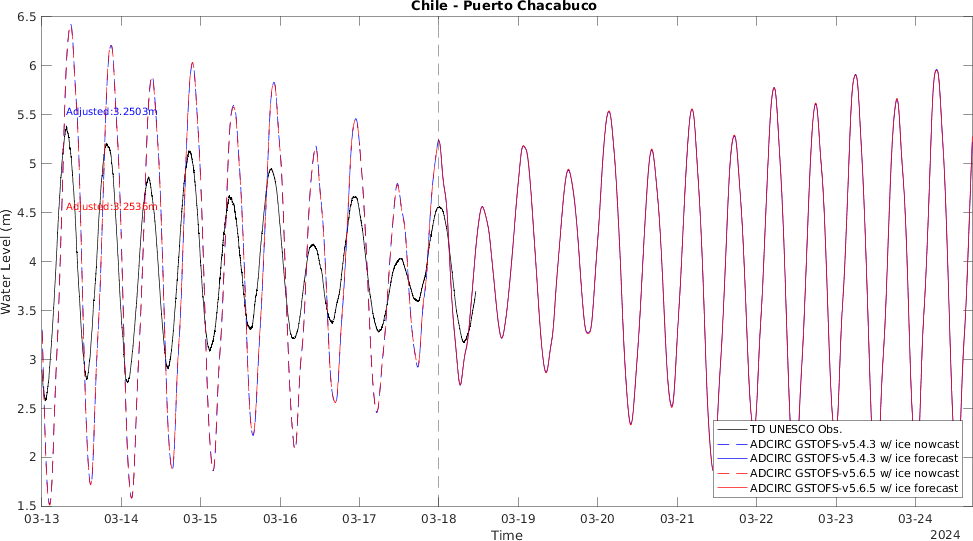 Chile - Puerto Chacabuco
6.5
6
5.5
5
4.5
4
3.5
3
2.5
2
1.5
Water Level (m)
Adjusted:3.2503m
Adjusted:3.2535m
TD UNESCO Obs.
ADCIRC GSTOFS-v5.4.3 w/ ice nowcast
ADCIRC GSTOFS-v5.4.3 w/ ice forecast
ADCIRC GSTOFS-v5.6.5 w/ ice nowcast
ADCIRC GSTOFS-v5.6.5 w/ ice forecast
03-13 03-14 03-15 03-16 03-17 03-18 03-19 03-20 03-21 03-22 03-23 03-24
Time
2024